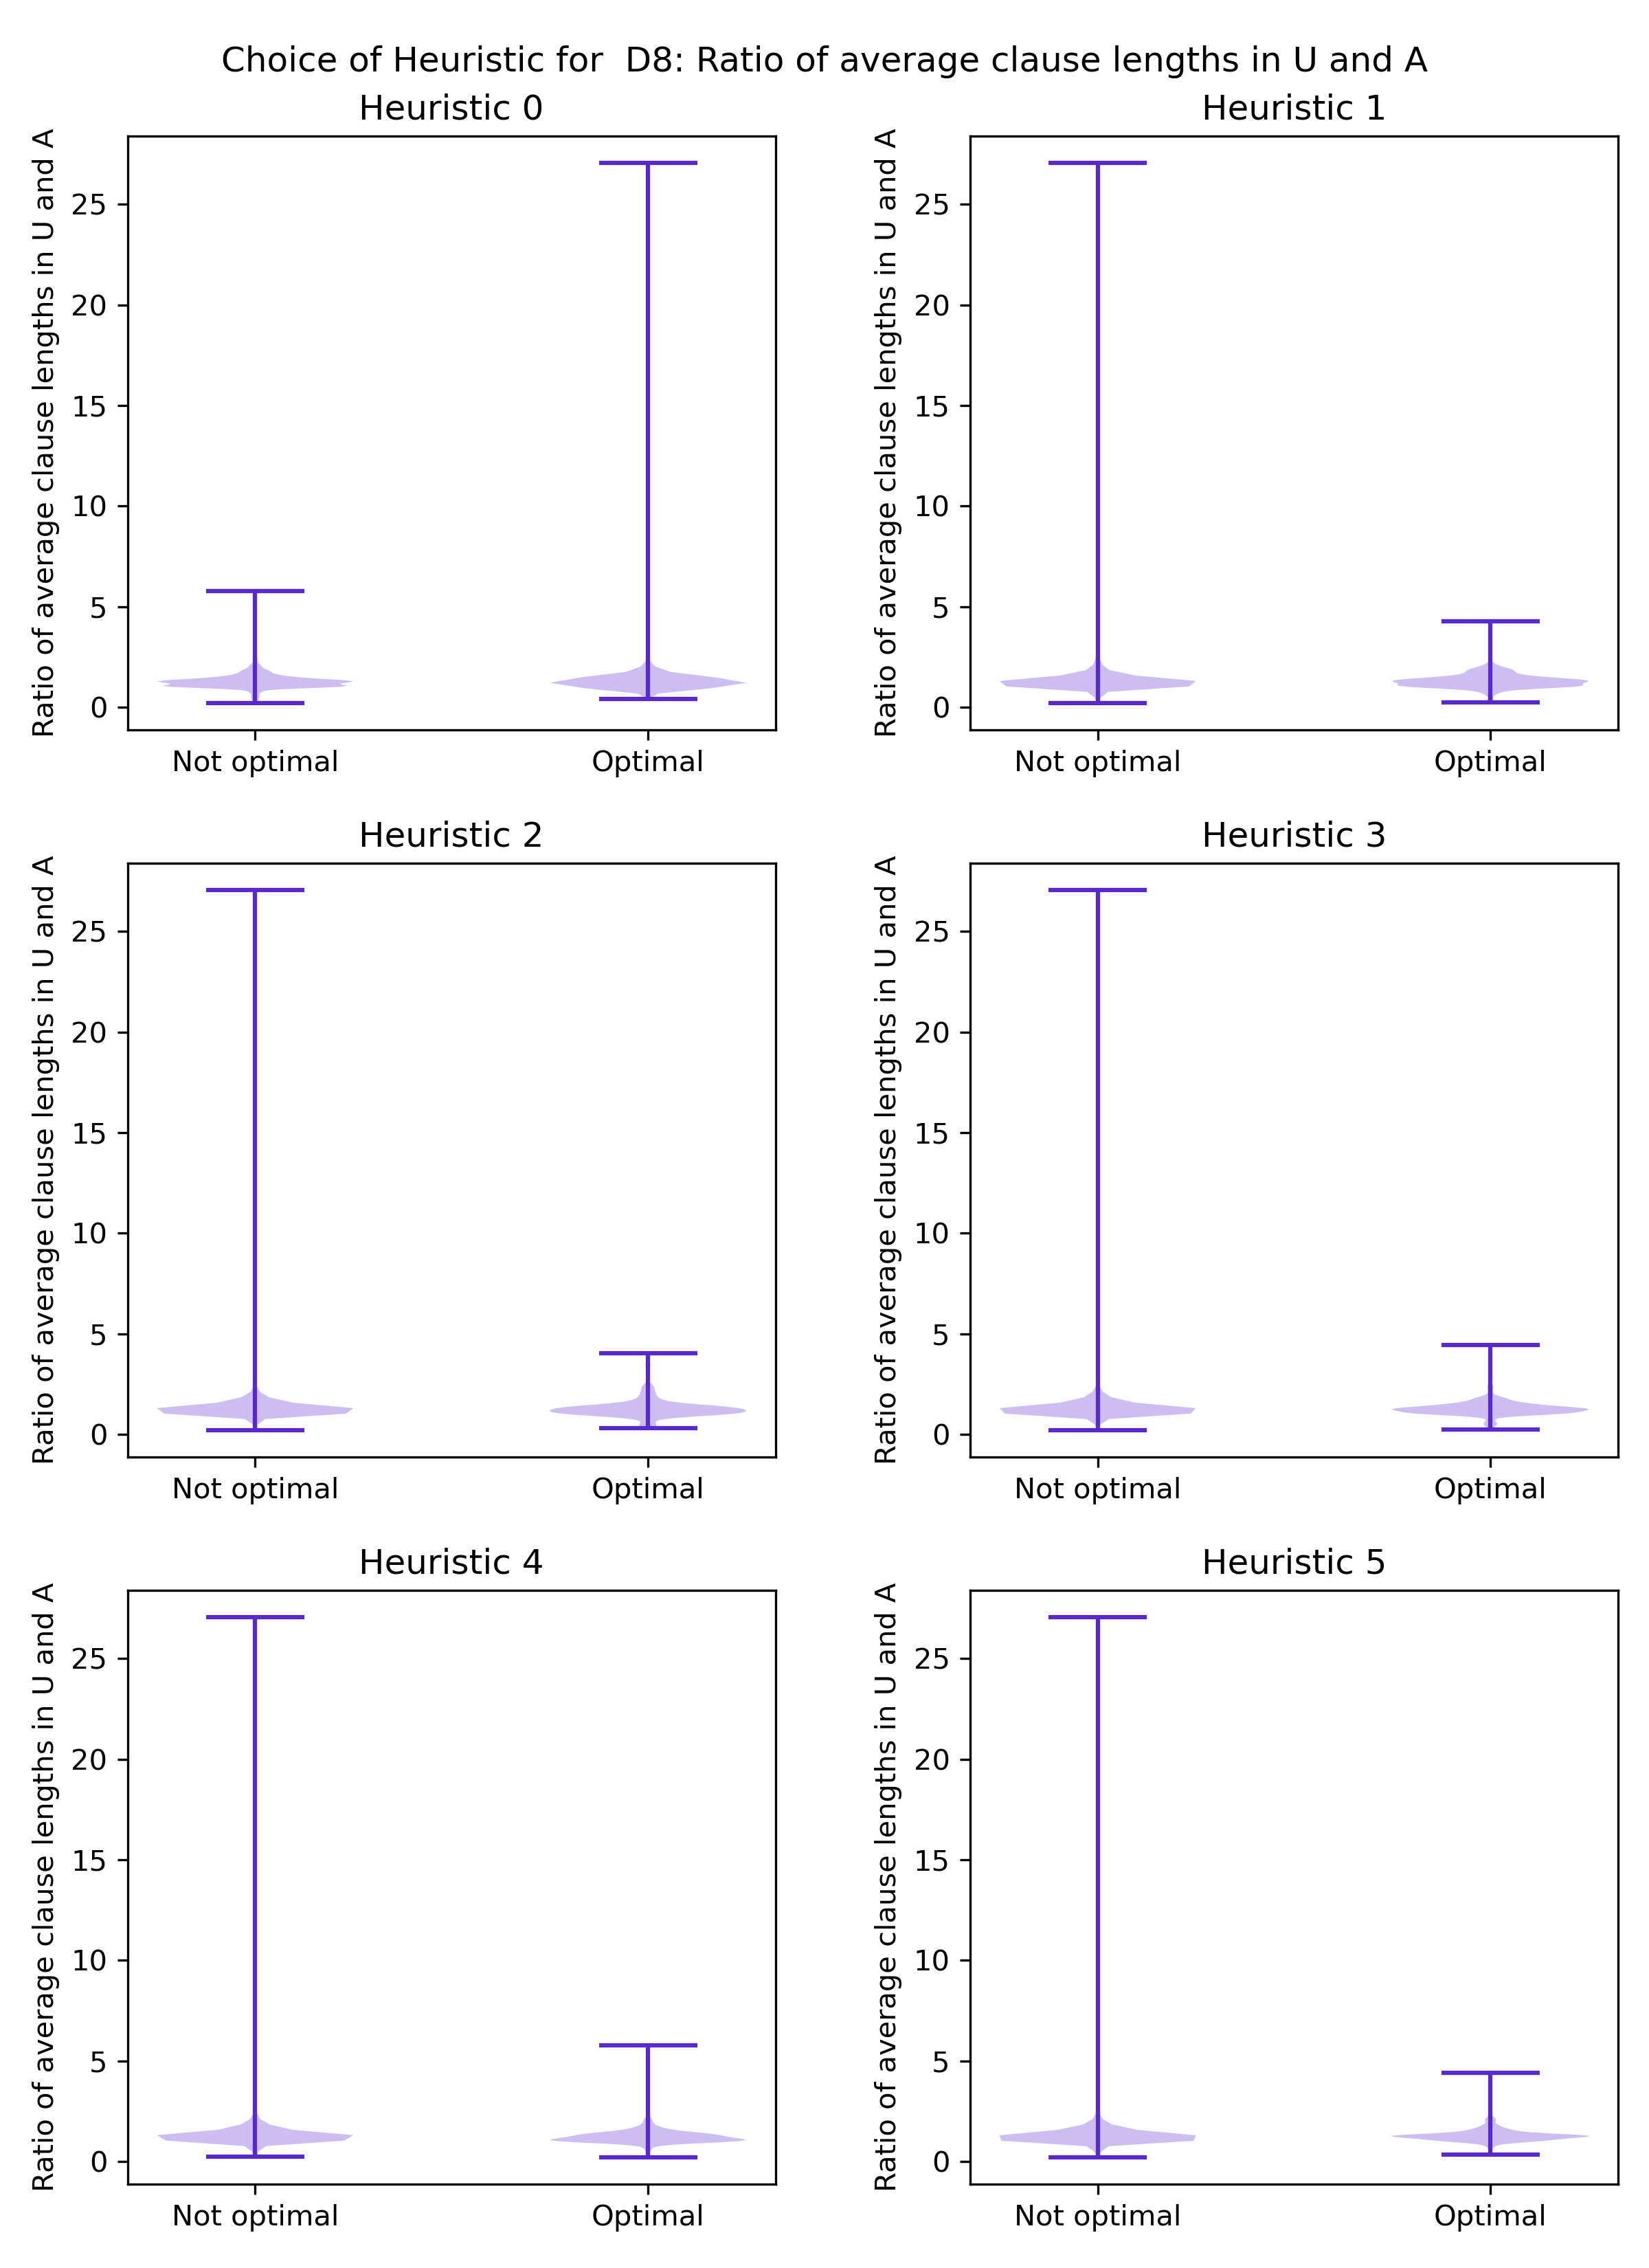 Choice of Heuristic for  D8: Ratio of average clause lengths in U and A
Heuristic 0
Ratio of average clause lengths in U and A
25
20
15
10
5
0
Not optimal
Optimal
Heuristic 1
Ratio of average clause lengths in U and A
25
20
15
10
5
0
Not optimal
Optimal
Heuristic 2
Ratio of average clause lengths in U and A
25
20
15
10
5
0
Not optimal
Optimal
Heuristic 3
Ratio of average clause lengths in U and A
25
20
15
10
5
0
Not optimal
Optimal
Heuristic 4
Ratio of average clause lengths in U and A
25
20
15
10
5
0
Not optimal
Optimal
Heuristic 5
Ratio of average clause lengths in U and A
25
20
15
10
5
0
Not optimal
Optimal